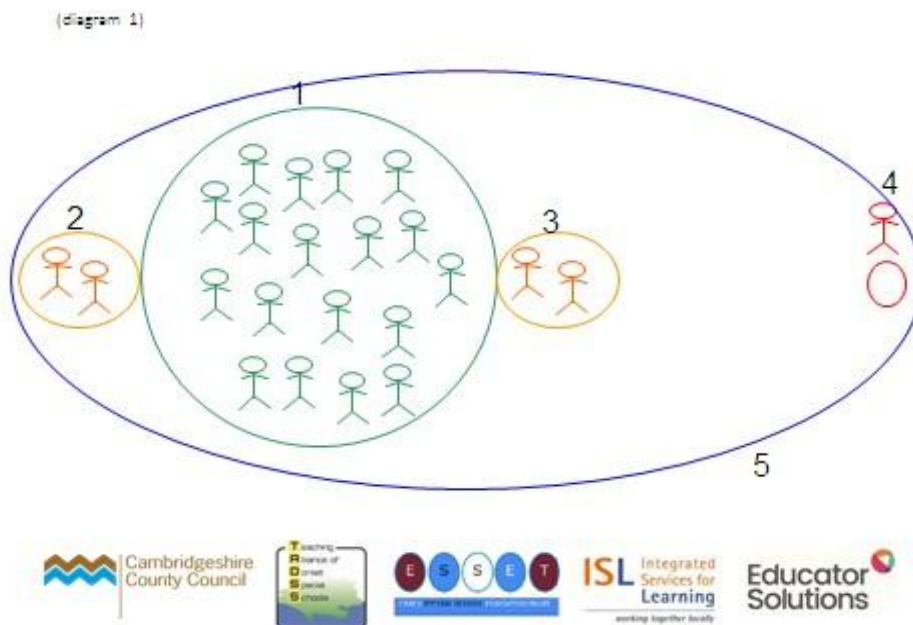 (diagram 1)
1
2
3
4
5
Cambridgeshire
County Council
Teaching
Alliance of
Dorset
Special
Schools
E S S E T
ISL Integrated
Services for
Learning
working together locally
Educator
Solutions